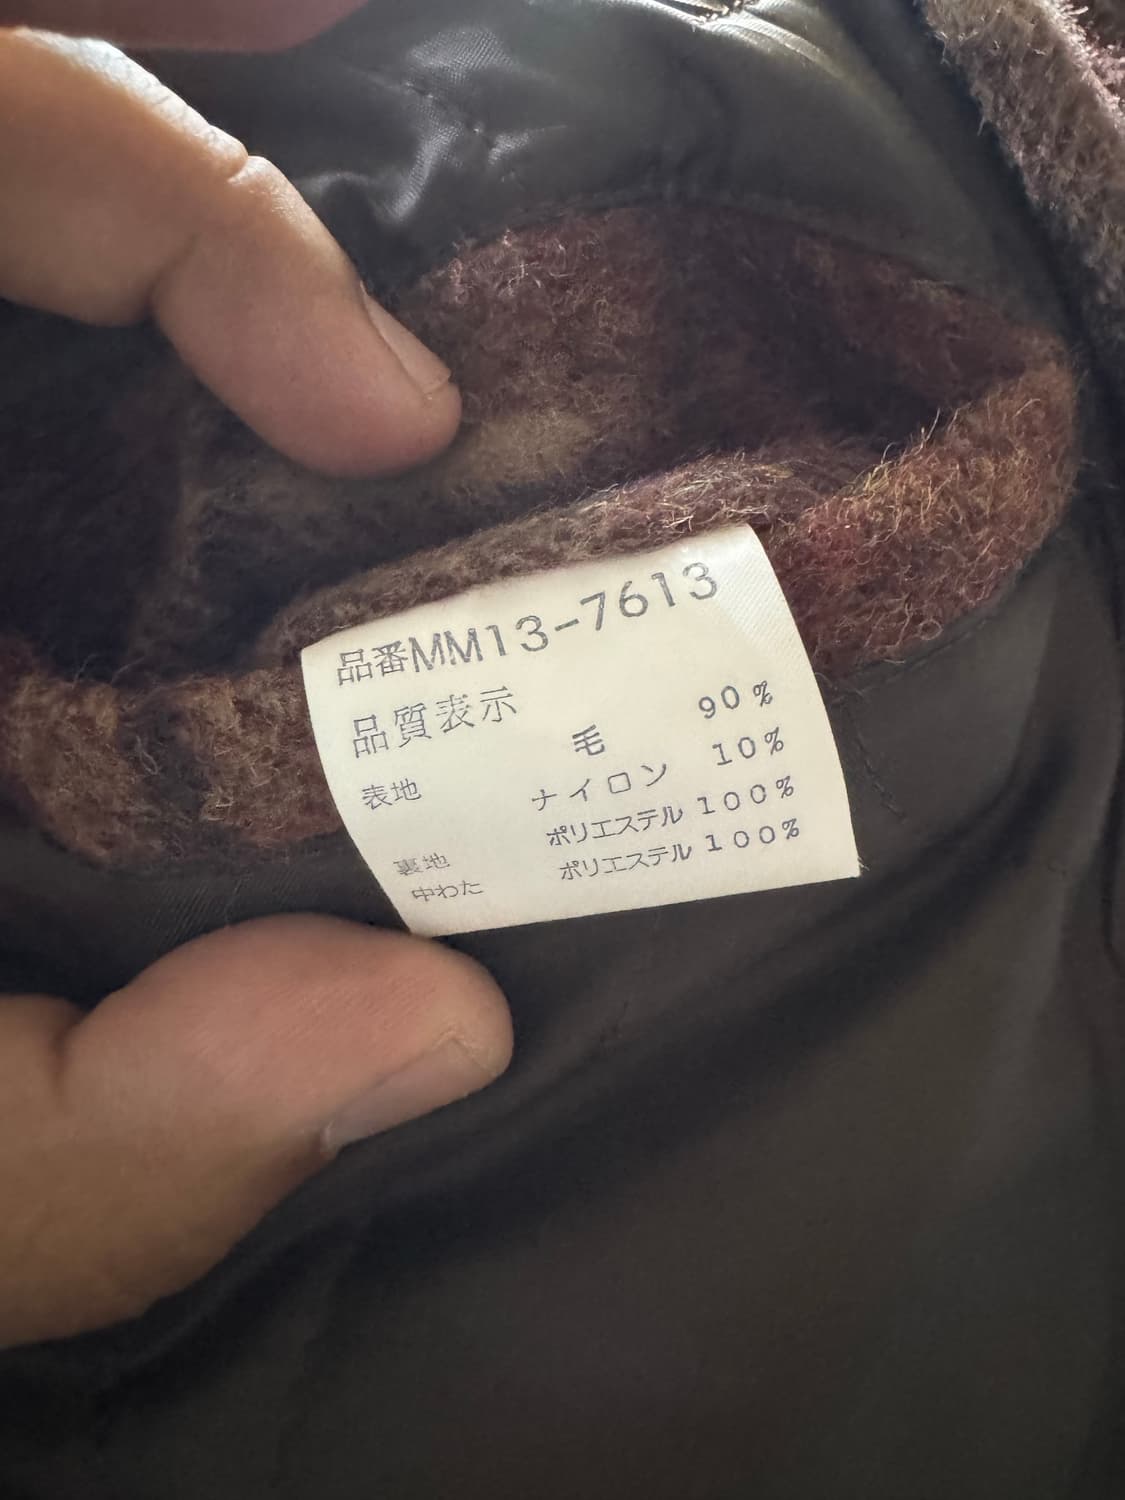 品番MM13-7613
品質表示
表地 毛 90%
ナイロン 10%
裏地 ポリエステル 100%
中わた ポリエステル 100%